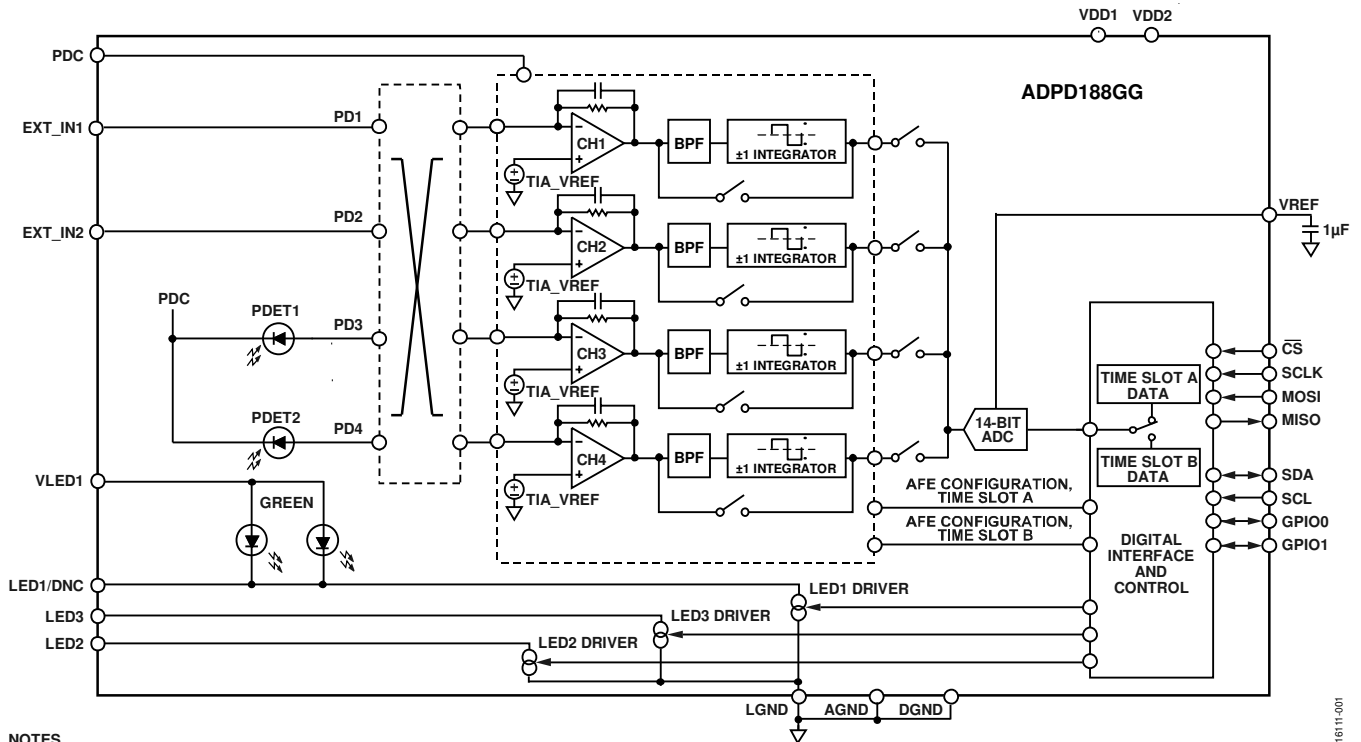 VDD1 VDD2
PDC
ADPD188GG
EXT_IN1
PD1
CH1
BPF
±1 INTEGRATOR
TIA_VREF
EXT_IN2
PD2
CH2
BPF
±1 INTEGRATOR
TIA_VREF
VREF
1µF
PDC
PDET1
PD3
CH3
BPF
±1 INTEGRATOR
TIA_VREF
PDET2
PD4
CH4
BPF
±1 INTEGRATOR
TIA_VREF
14-BIT
ADC
TIME SLOT A
DATA
TIME SLOT B
DATA
CS
SCLK
MOSI
MISO
SDA
SCL
GPIO0
GPIO1
VLED1
GREEN
AFE CONFIGURATION,
TIME SLOT A
AFE CONFIGURATION,
TIME SLOT B
DIGITAL
INTERFACE
AND
CONTROL
LED1/DNC
LED1 DRIVER
LED3
LED3 DRIVER
LED2
LED2 DRIVER
LGND
AGND
DGND
NOTES
16111-001